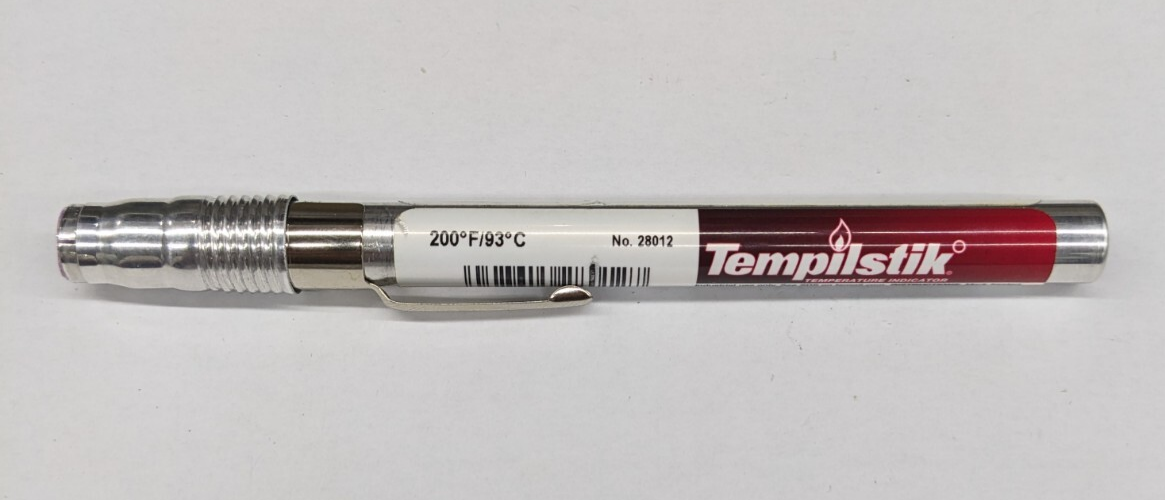 200°F/93°C
No. 28012
Tempilstik°
TEMPERATURE INDICATOR